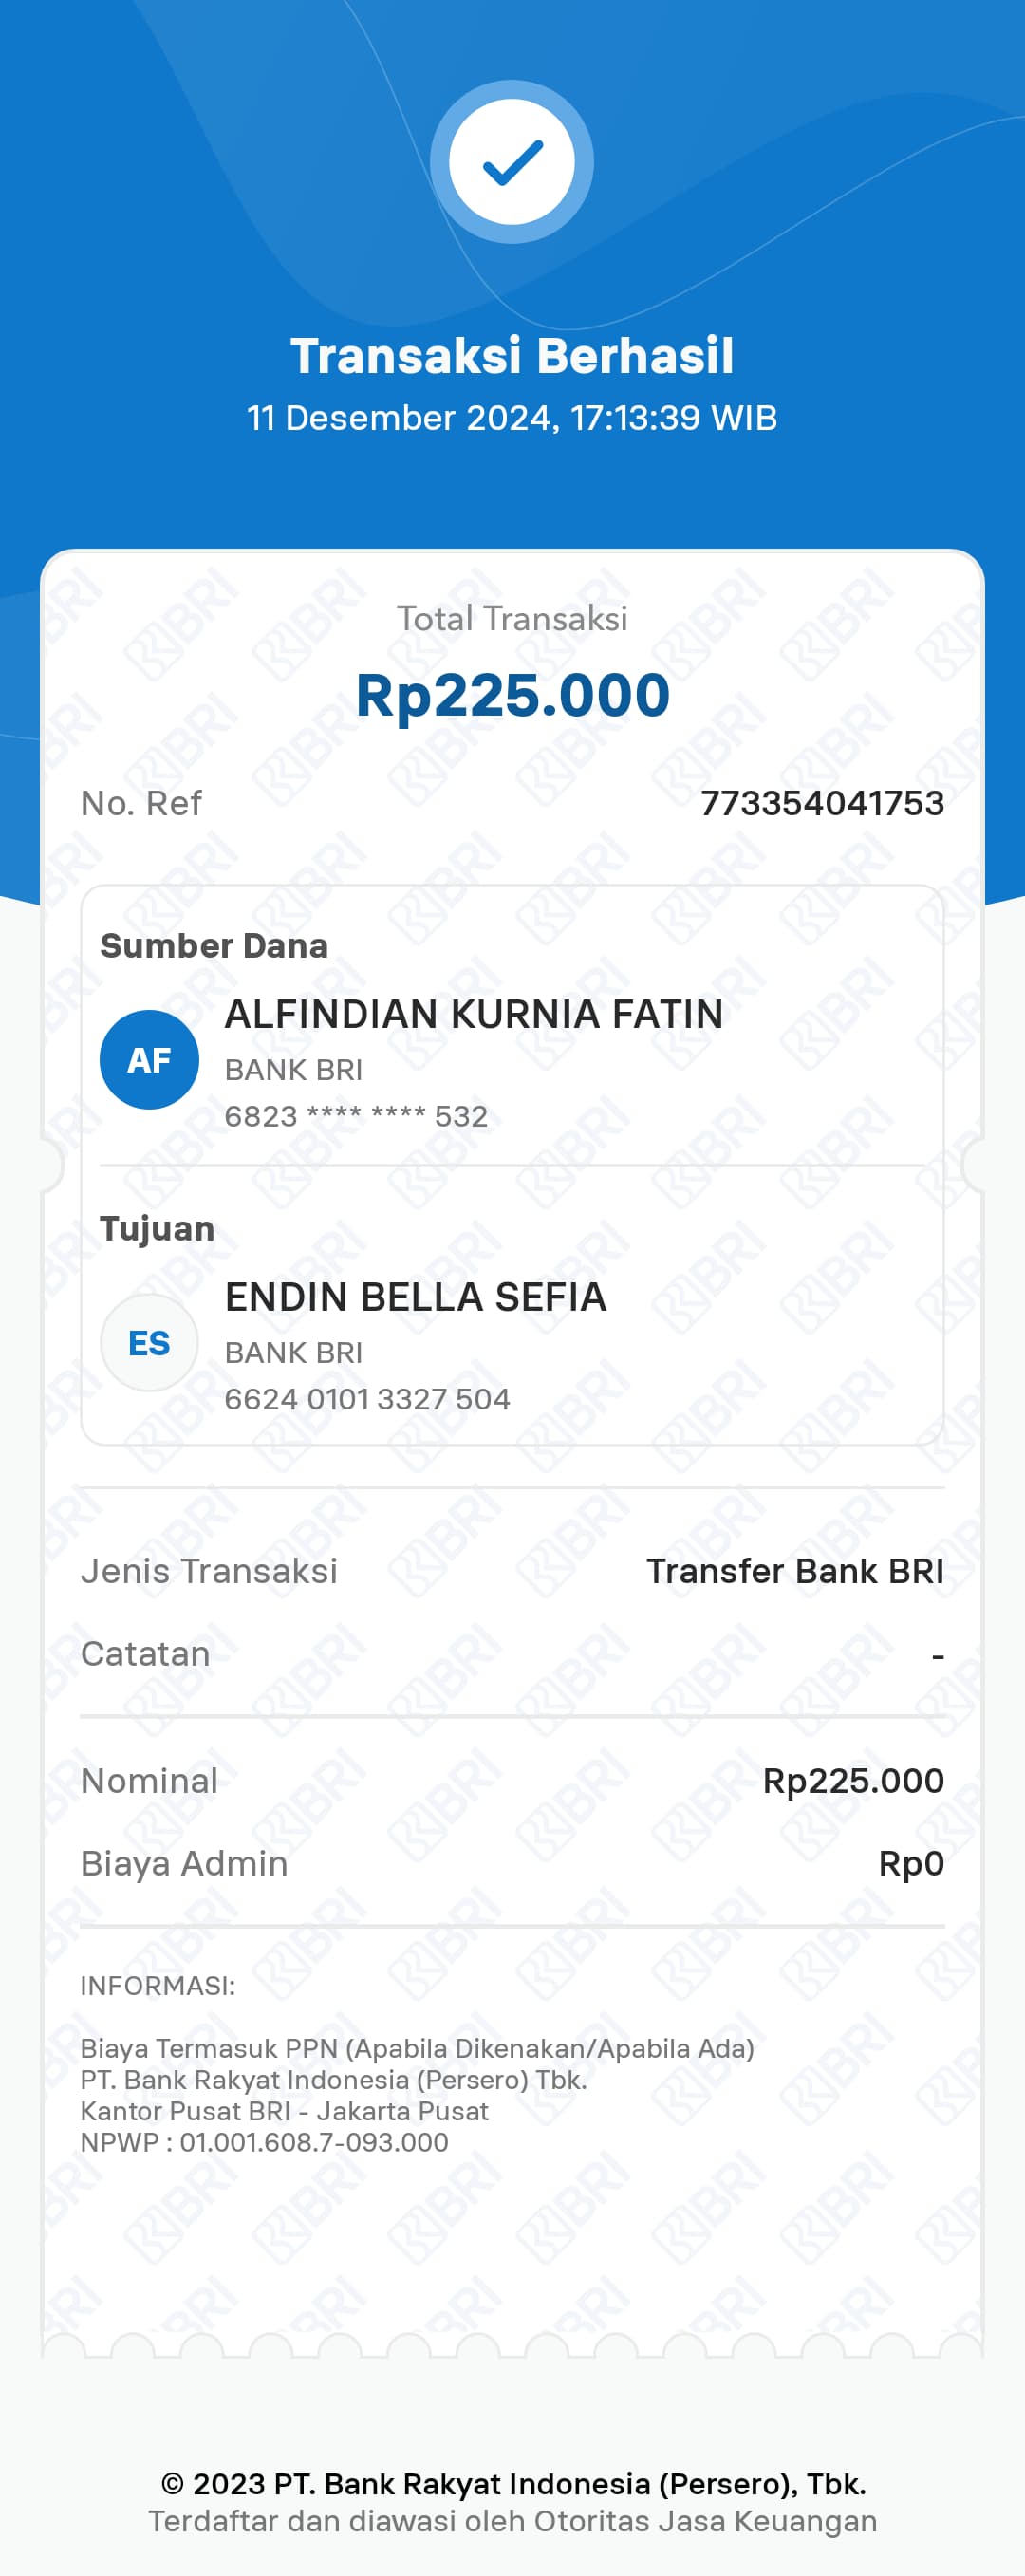 Transaksi Berhasil
11 Desember 2024, 17:13:39 WIB
Total Transaksi
Rp225.000
No. Ref 773354041753
Sumber Dana
AF
ALFINDIAN KURNIA FATIN
BANK BRI
6823 **** **** 532
Tujuan
ES
ENDIN BELLA SEFIA
BANK BRI
6624 0101 3327 504
Jenis Transaksi Transfer Bank BRI
Catatan -
Nominal Rp225.000
Biaya Admin Rp0
INFORMASI:
Biaya Termasuk PPN (Apabila Dikenakan/Apabila Ada)
PT. Bank Rakyat Indonesia (Persero) Tbk.
Kantor Pusat BRI - Jakarta Pusat
NPWP : 01.001.608.7-093.000
© 2023 PT. Bank Rakyat Indonesia (Persero), Tbk.
Terdaftar dan diawasi oleh Otoritas Jasa Keuangan